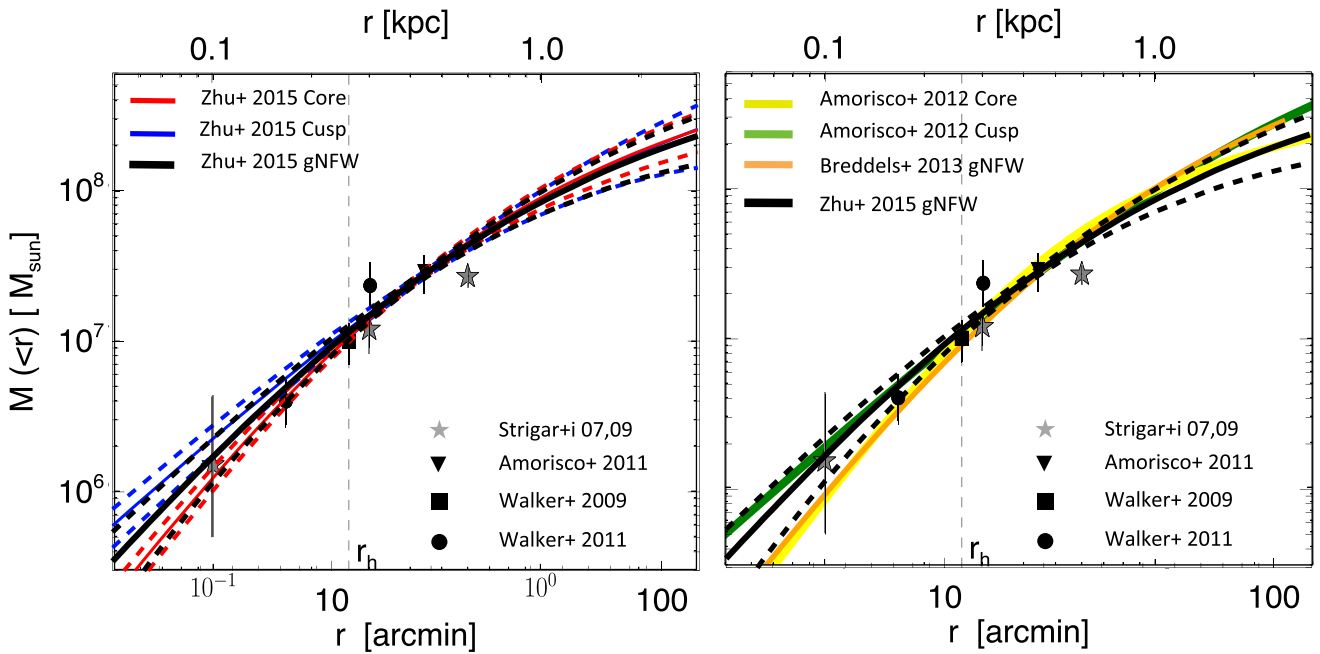 r [kpc]
0.1 1.0
Zhu+ 2015 Core
Zhu+ 2015 Cusp
Zhu+ 2015 gNFW
M (<r) [ M_sun]
10^8
10^7
10^6
Strigar+i 07,09
Amorisco+ 2011
Walker+ 2009
Walker+ 2011
r_h
10^-1 10^0
10 100
r [arcmin]
r [kpc]
0.1 1.0
Amorisco+ 2012 Core
Amorisco+ 2012 Cusp
Breddels+ 2013 gNFW
Zhu+ 2015 gNFW
Strigar+i 07,09
Amorisco+ 2011
Walker+ 2009
Walker+ 2011
r_h
10 100
r [arcmin]